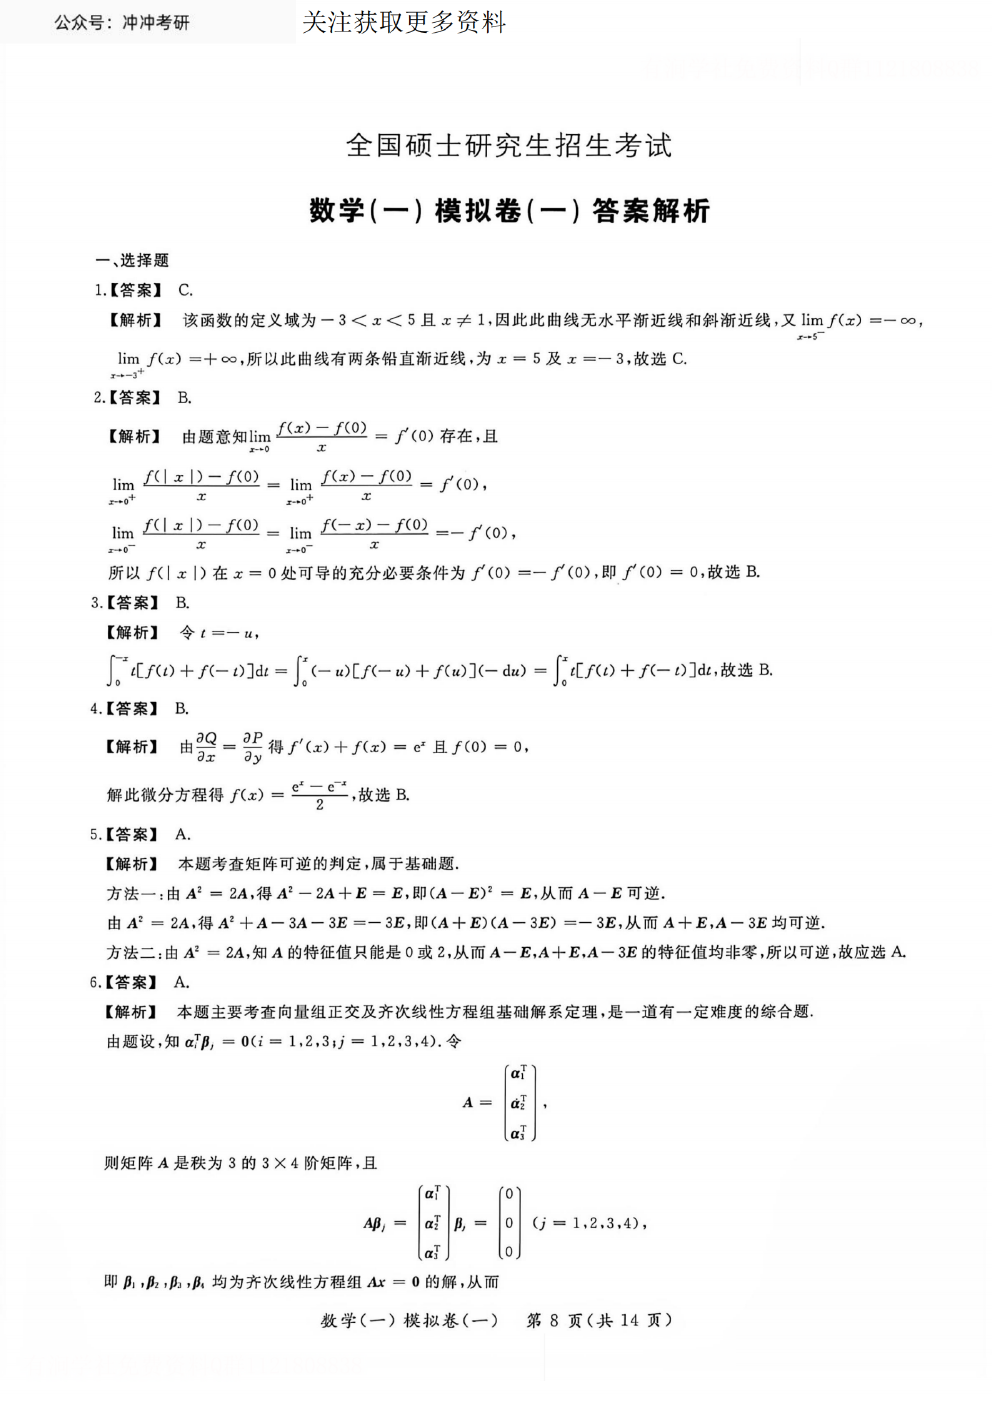 公众号：冲冲考研
关注获取更多资料
全国硕士研究生招生考试
数学(一)模拟卷(一)答案解析
一、选择题
1.【答案】 C.
【解析】 该函数的定义域为－3＜x＜5且x≠1,因此此曲线无水平渐近线和斜渐近线,又 lim_{x→5⁻} f(x)=－∞,
lim_{x→－3⁺} f(x)=＋∞,所以此曲线有两条铅直渐近线,为 x＝5及x＝－3,故选C.
2.【答案】 B.
【解析】 由题意知 lim_{x→0} (f(x)－f(0))/x ＝ f′(0)存在,且
lim_{x→0⁺} (f(|x|)－f(0))/x ＝ lim_{x→0⁺} (f(x)－f(0))/x ＝ f′(0),
lim_{x→0⁻} (f(|x|)－f(0))/x ＝ lim_{x→0⁻} (f(－x)－f(0))/x ＝－f′(0),
所以 f(|x|)在x＝0处可导的充分必要条件为 f′(0)＝－f′(0),即 f′(0)＝0,故选B.
3.【答案】 B.
【解析】 令 t＝－u,
∫_0^{－x} t[f(t)＋f(－t)]dt ＝ ∫_0^x (－u)[f(－u)＋f(u)](－du) ＝ ∫_0^x t[f(t)＋f(－t)]dt,故选B.
4.【答案】 B.
【解析】 由 ∂Q/∂x ＝ ∂P/∂y 得 f′(x)＋f(x)＝eˣ 且 f(0)＝0,
解此微分方程得 f(x)＝ (eˣ－e⁻ˣ)/2,故选B.
5.【答案】 A.
【解析】 本题考查矩阵可逆的判定,属于基础题.
方法一:由 A²＝2A,得 A²－2A＋E＝E,即(A－E)²＝E,从而 A－E 可逆.
由 A²＝2A,得 A²＋A－3A－3E＝－3E,即(A＋E)(A－3E)＝－3E,从而 A＋E,A－3E 均可逆.
方法二:由 A²＝2A,知 A 的特征值只能是0或2,从而 A－E,A＋E,A－3E 的特征值均非零,所以可逆,故应选A.
6.【答案】 A.
【解析】 本题主要考查向量组正交及齐次线性方程组基础解系定理,是一道有一定难度的综合题.
由题设,知 αᵢᵀβⱼ＝0(i＝1,2,3;j＝1,2,3,4).令
A＝(α₁ᵀ; α₂ᵀ; α₃ᵀ),
则矩阵 A 是秩为3的3×4阶矩阵,且
Aβⱼ＝(α₁ᵀ; α₂ᵀ; α₃ᵀ)βⱼ＝(0; 0; 0) (j＝1,2,3,4),
即 β₁,β₂,β₃,β₄ 均为齐次线性方程组 Ax＝0 的解,从而
数学(一)模拟卷(一) 第8页(共14页)